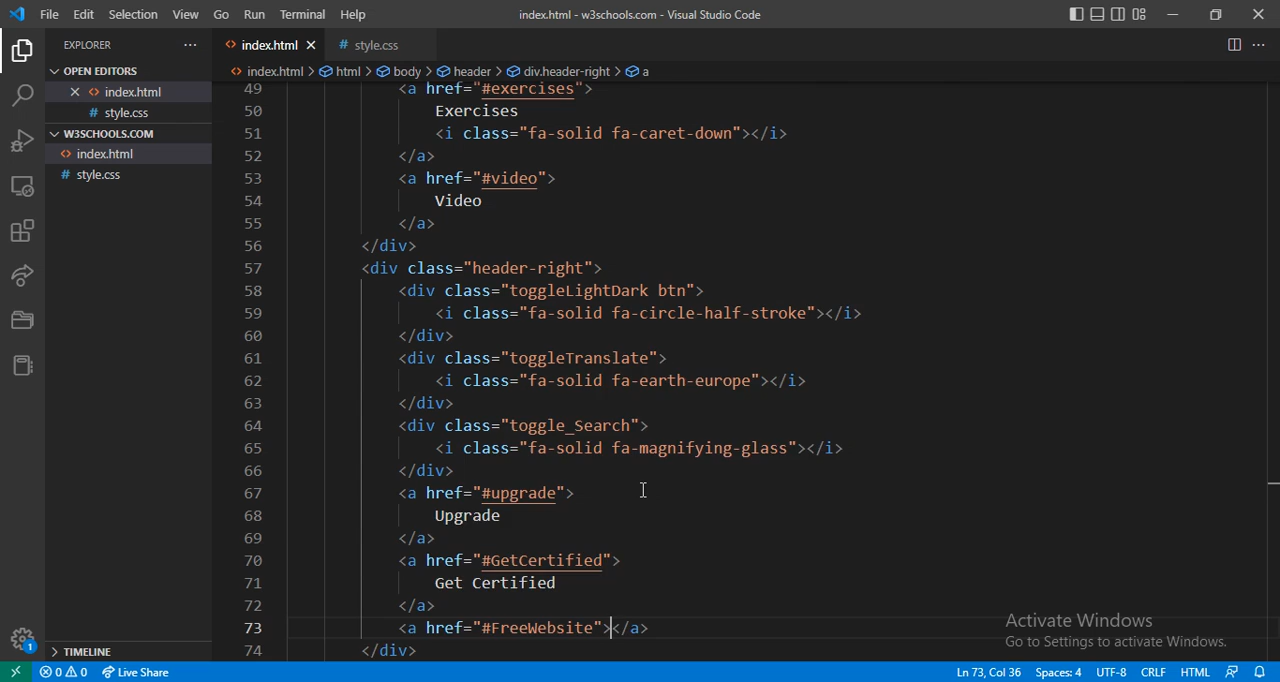 File Edit Selection View Go Run Terminal Help index.html - w3schools.com - Visual Studio Code
EXPLORER
OPEN EDITORS
index.html
# style.css
W3SCHOOLS.COM
index.html
# style.css
TIMELINE
index.html # style.css
index.html > html > body > header > div.header-right > a
49 <a href="#exercises">
50 Exercises
51 <i class="fa-solid fa-caret-down"></i>
52 </a>
53 <a href="#video">
54 Video
55 </a>
56 </div>
57 <div class="header-right">
58 <div class="toggleLightDark btn">
59 <i class="fa-solid fa-circle-half-stroke"></i>
60 </div>
61 <div class="toggleTranslate">
62 <i class="fa-solid fa-earth-europe"></i>
63 </div>
64 <div class="toggle_Search">
65 <i class="fa-solid fa-magnifying-glass"></i>
66 </div>
67 <a href="#upgrade">
68 Upgrade
69 </a>
70 <a href="#GetCertified">
71 Get Certified
72 </a>
73 <a href="#FreeWebsite"></a>
74 </div>
Activate Windows
Go to Settings to activate Windows.
1
0 0 Live Share Ln 73, Col 36 Spaces: 4 UTF-8 CRLF HTML